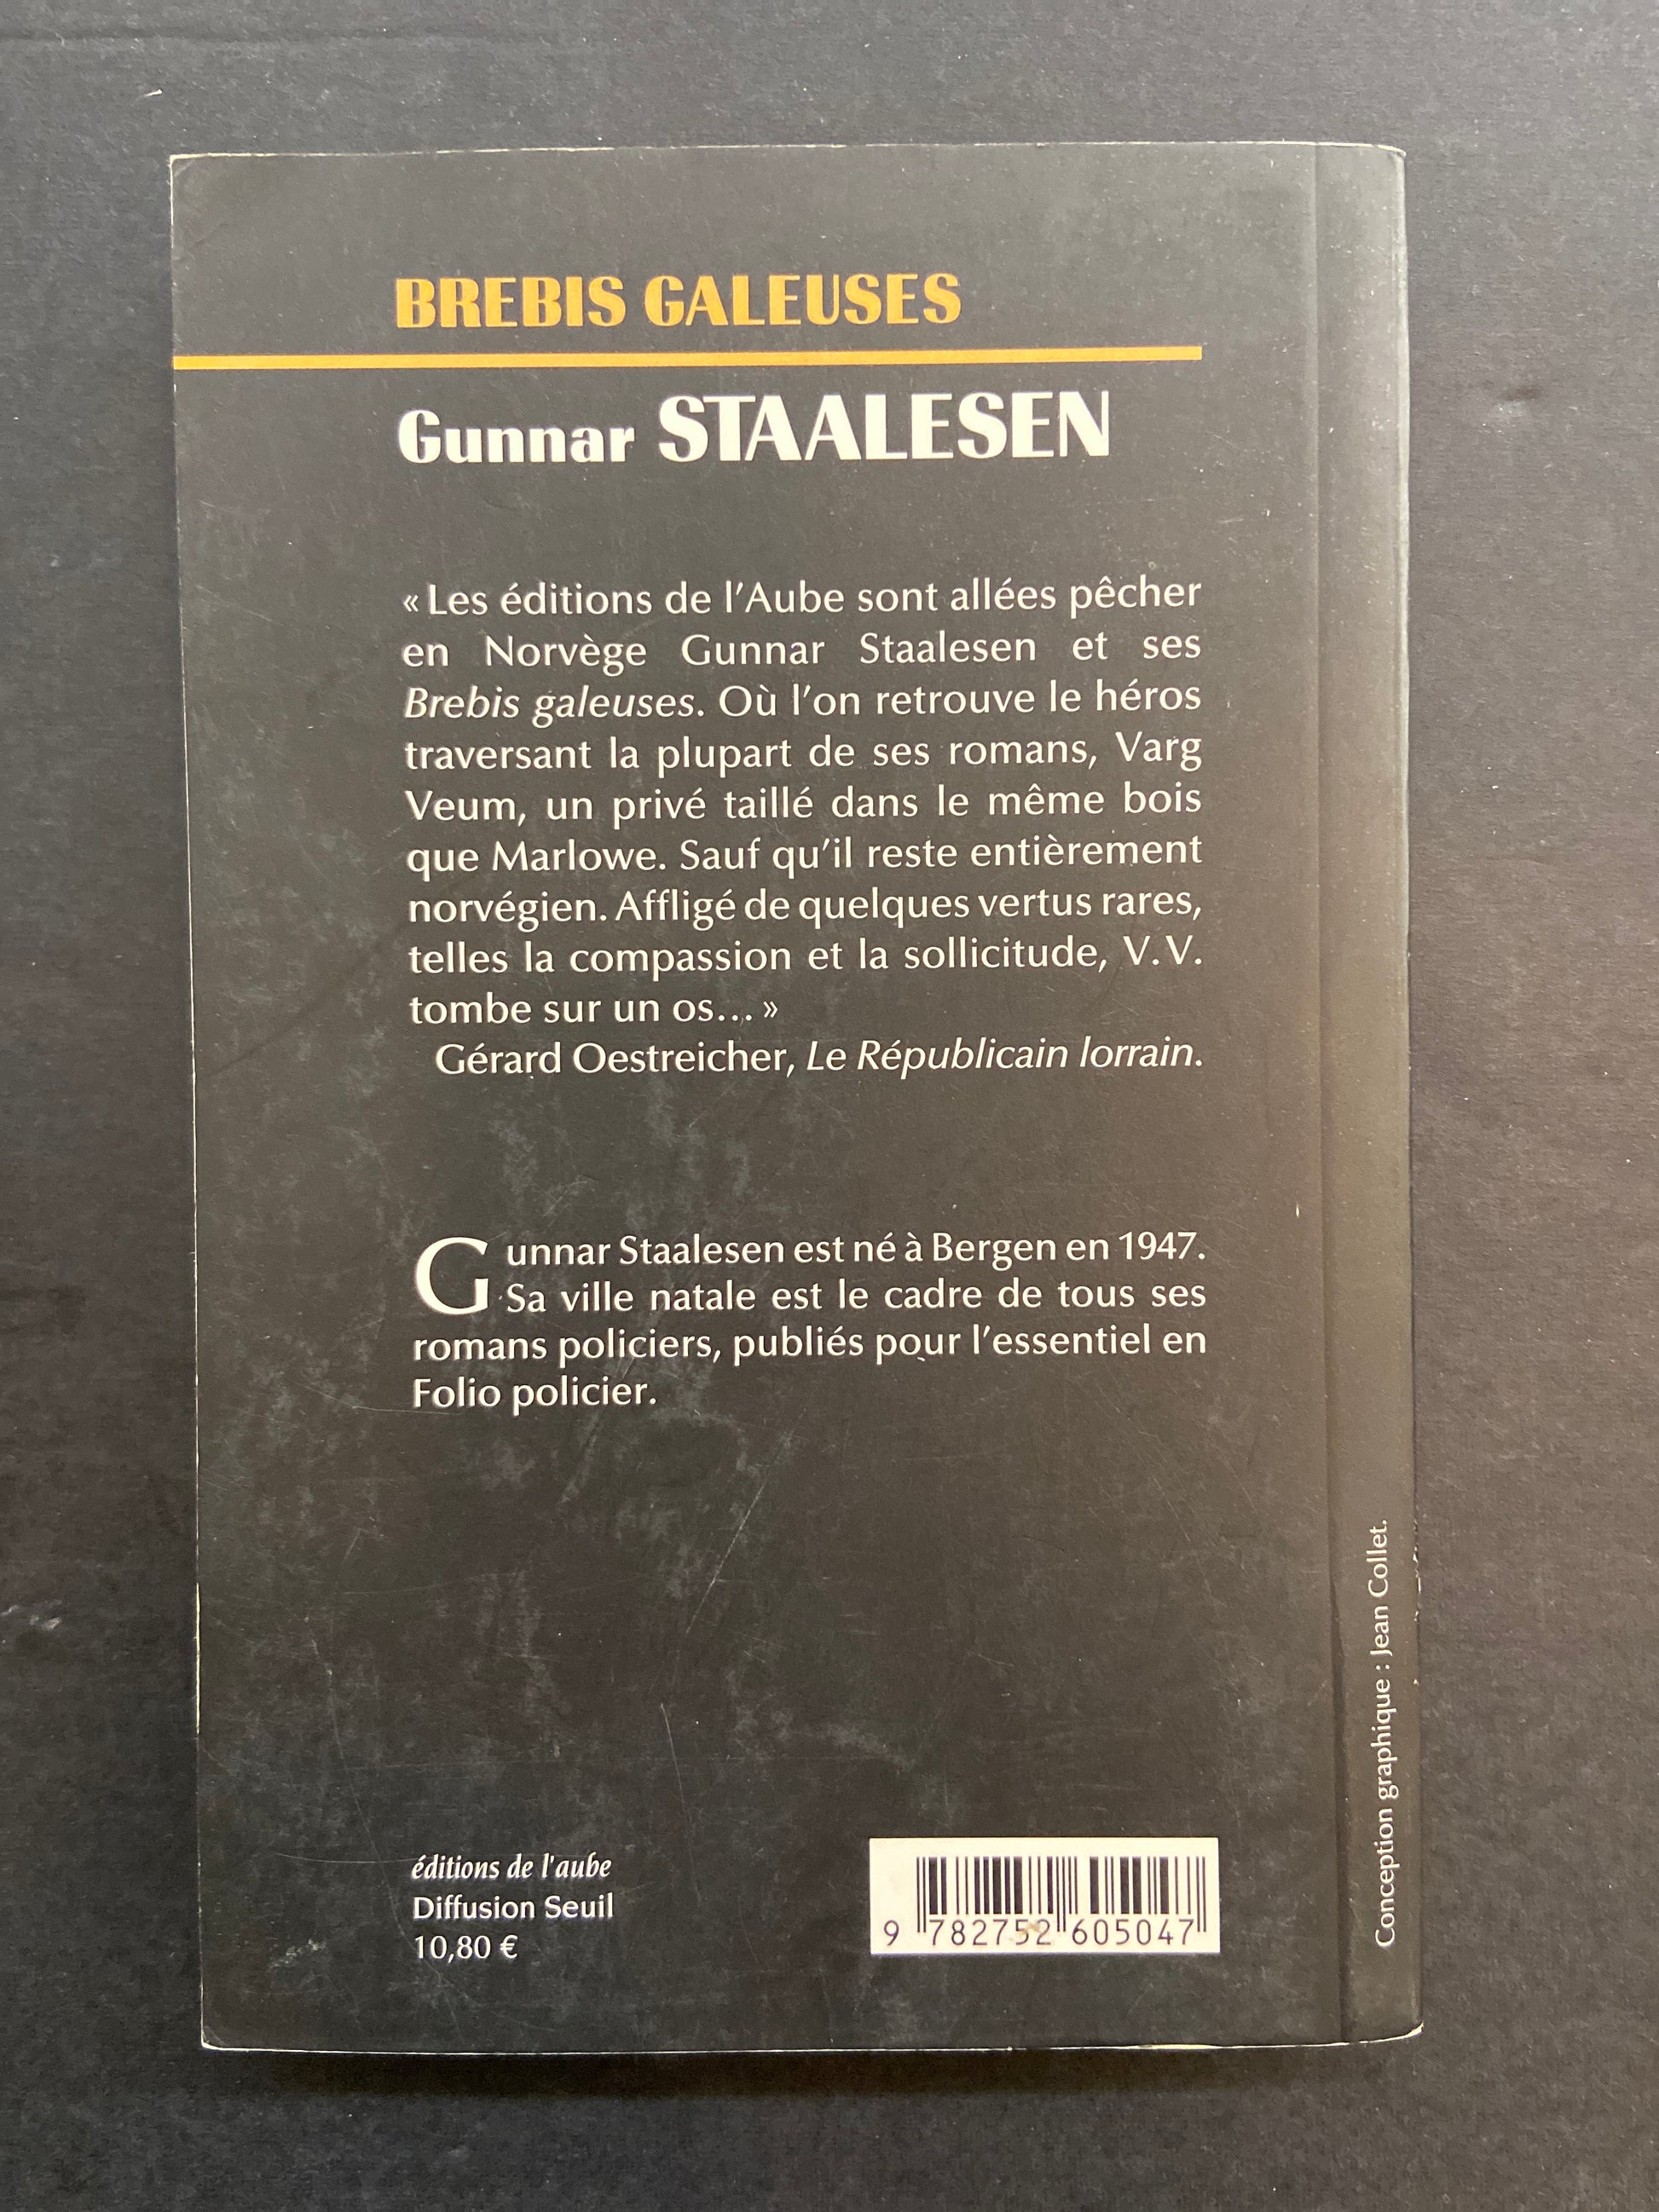 BREBIS GALEUSES
Gunnar STAALESEN
« Les éditions de l'Aube sont allées pêcher
en Norvège Gunnar Staalesen et ses
Brebis galeuses. Où l'on retrouve le héros
traversant la plupart de ses romans, Varg
Veum, un privé taillé dans le même bois
que Marlowe. Sauf qu'il reste entièrement
norvégien. Affligé de quelques vertus rares,
telles la compassion et la sollicitude, V. V.
tombe sur un os... »
Gérard Oestreicher, Le Républicain lorrain.
Gunnar Staalesen est né à Bergen en 1947.
Sa ville natale est le cadre de tous ses
romans policiers, publiés pour l'essentiel en
Folio policier.
éditions de l'aube
Diffusion Seuil
10,80 €
9 782752 605047
Conception graphique : Jean Collet.